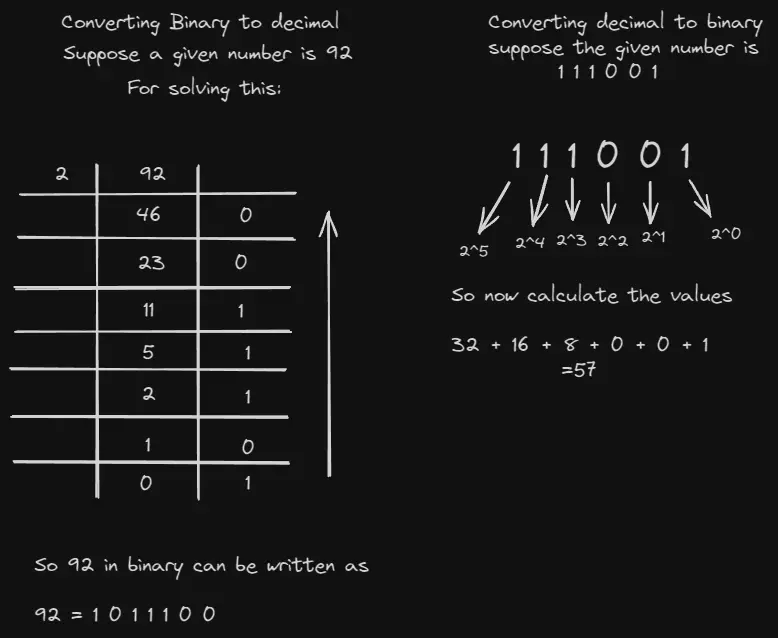 Converting Binary to decimal
Suppose a given number is 92
For solving this:
2 92
46 0
23 0
11 1
5 1
2 1
1 0
0 1
So 92 in binary can be written as
92 = 1 0 1 1 1 0 0
Converting decimal to binary
suppose the given number is
1 1 1 0 0 1
1 1 1 0 0 1
2^5 2^4 2^3 2^2 2^1 2^0
So now calculate the values
32 + 16 + 8 + 0 + 0 + 1
=57